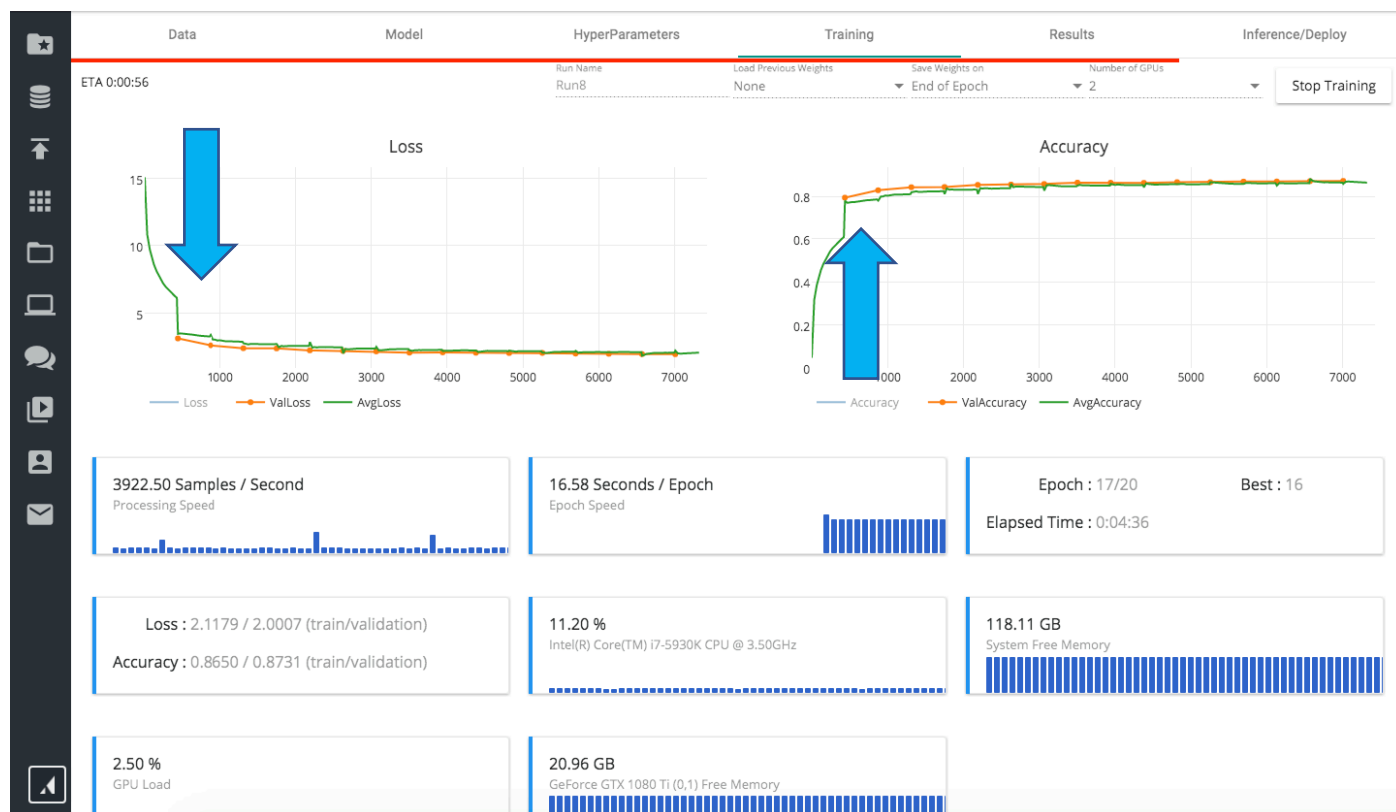 Data Model HyperParameters Training Results Inference/Deploy
ETA 0:00:56
Run Name
Run8
Load Previous Weights
None
Save Weights on
End of Epoch
Number of GPUs
2
Stop Training
Loss
15
10
5
1000 2000 3000 4000 5000 6000 7000
Loss ValLoss AvgLoss
Accuracy
0.8
0.6
0.4
0.2
0
2000 3000 4000 5000 6000 7000
Accuracy ValAccuracy AvgAccuracy
3922.50 Samples / Second
Processing Speed
16.58 Seconds / Epoch
Epoch Speed
Epoch : 17/20 Best : 16
Elapsed Time : 0:04:36
Loss : 2.1179 / 2.0007 (train/validation)
Accuracy : 0.8650 / 0.8731 (train/validation)
11.20 %
Intel(R) Core(TM) i7-5930K CPU @ 3.50GHz
118.11 GB
System Free Memory
2.50 %
GPU Load
20.96 GB
GeForce GTX 1080 Ti (0,1) Free Memory